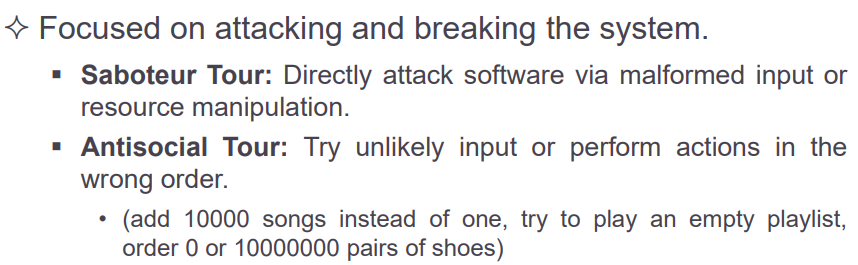 ✧ Focused on attacking and breaking the system.
▪ Saboteur Tour: Directly attack software via malformed input or
resource manipulation.
▪ Antisocial Tour: Try unlikely input or perform actions in the
wrong order.
• (add 10000 songs instead of one, try to play an empty playlist,
order 0 or 10000000 pairs of shoes)